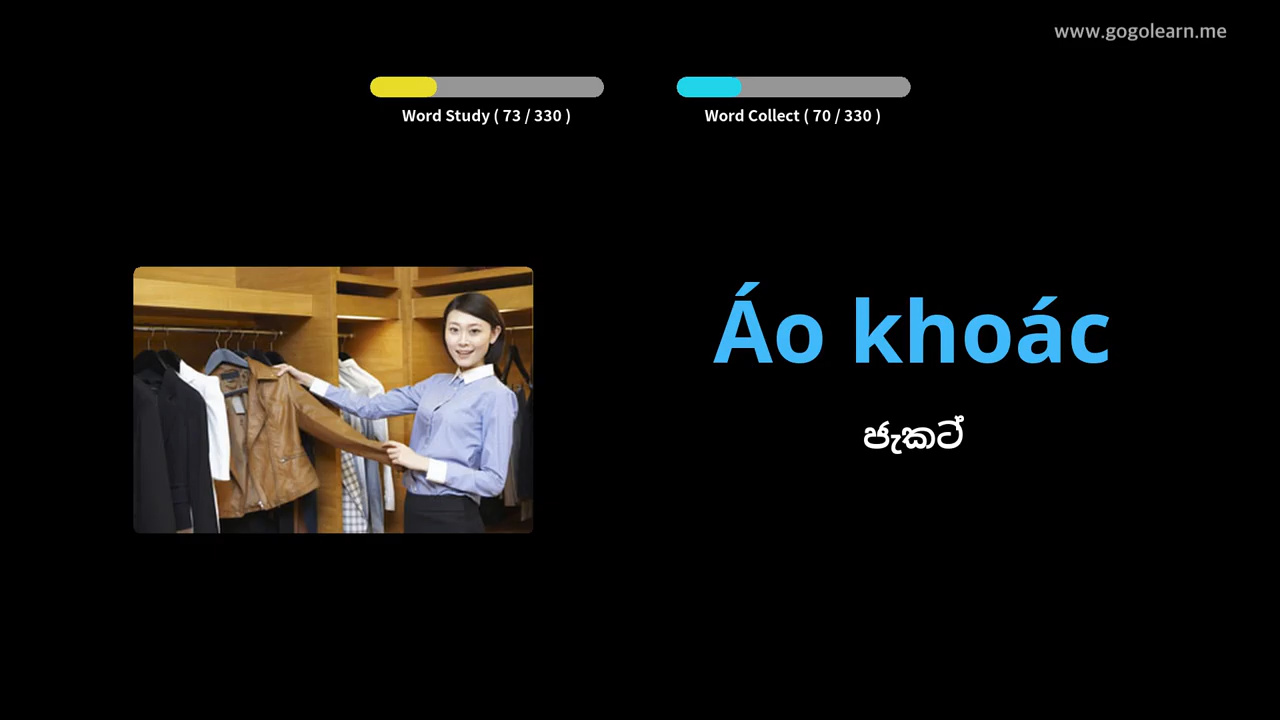 www.gogolearn.me
Word Study ( 73 / 330 )
Word Collect ( 70 / 330 )
Áo khoác
ජැකට්